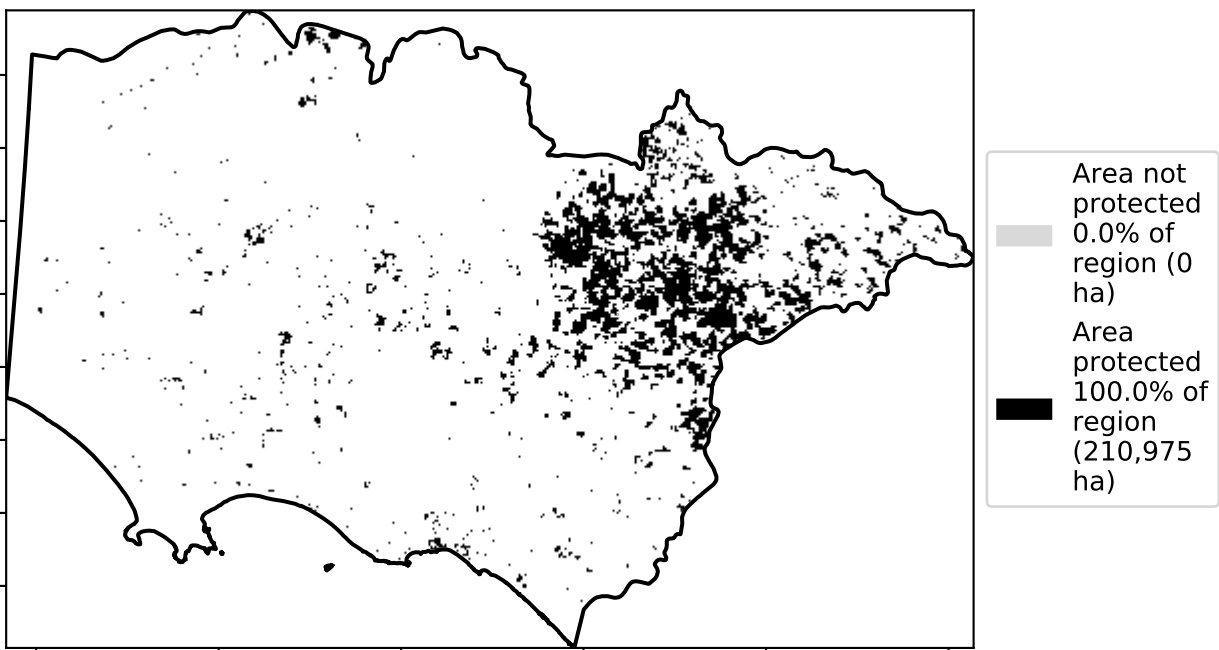 Area not
protected
0.0% of
region (0
ha)
Area
protected
100.0% of
region
(210,975
ha)